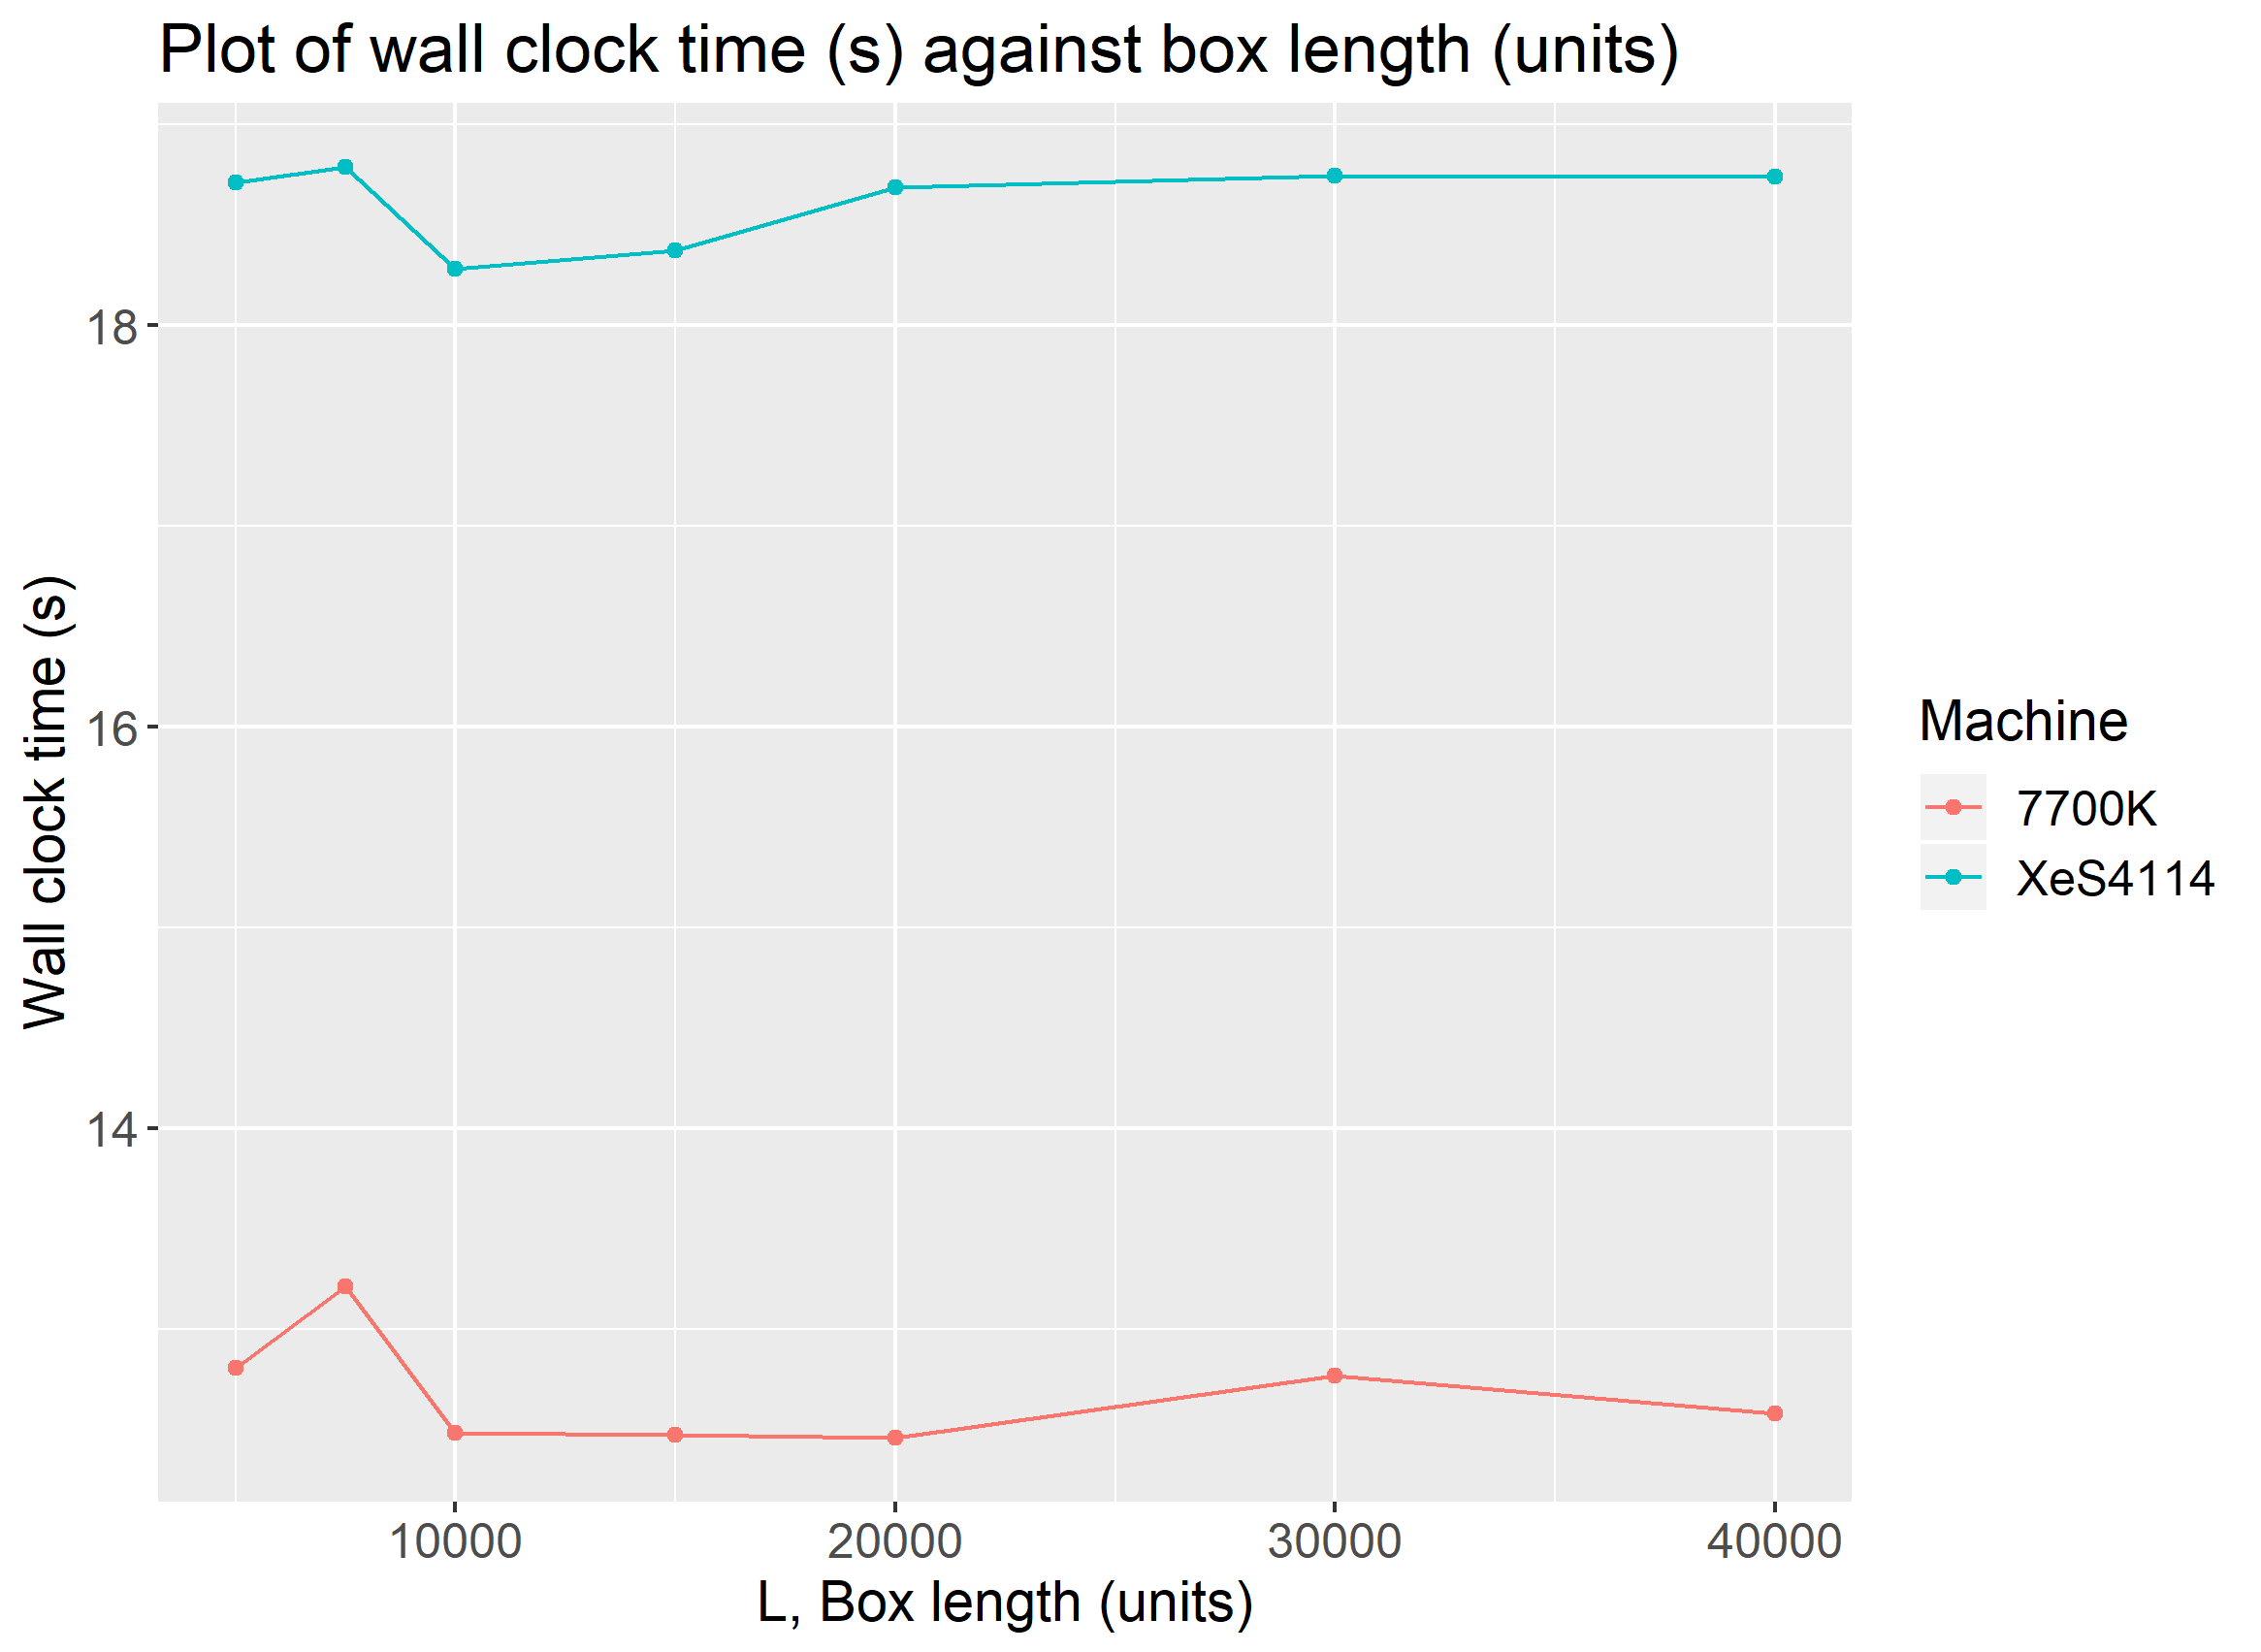 Plot of wall clock time (s) against box length (units)
18
16
14
Wall clock time (s)
10000
20000
30000
40000
L, Box length (units)
Machine
7700K
XeS4114